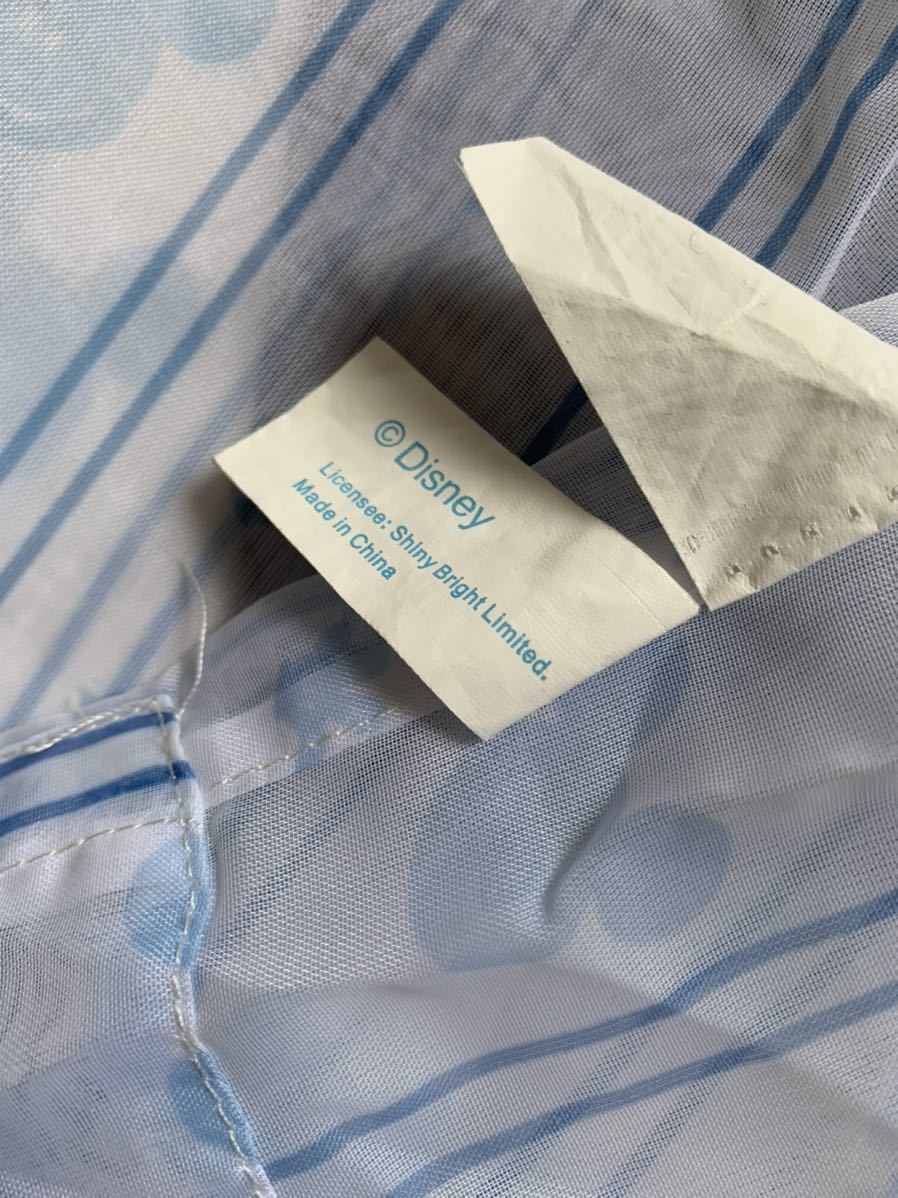 © Disney
Licensee: Shiny Bright Limited.
Made in China